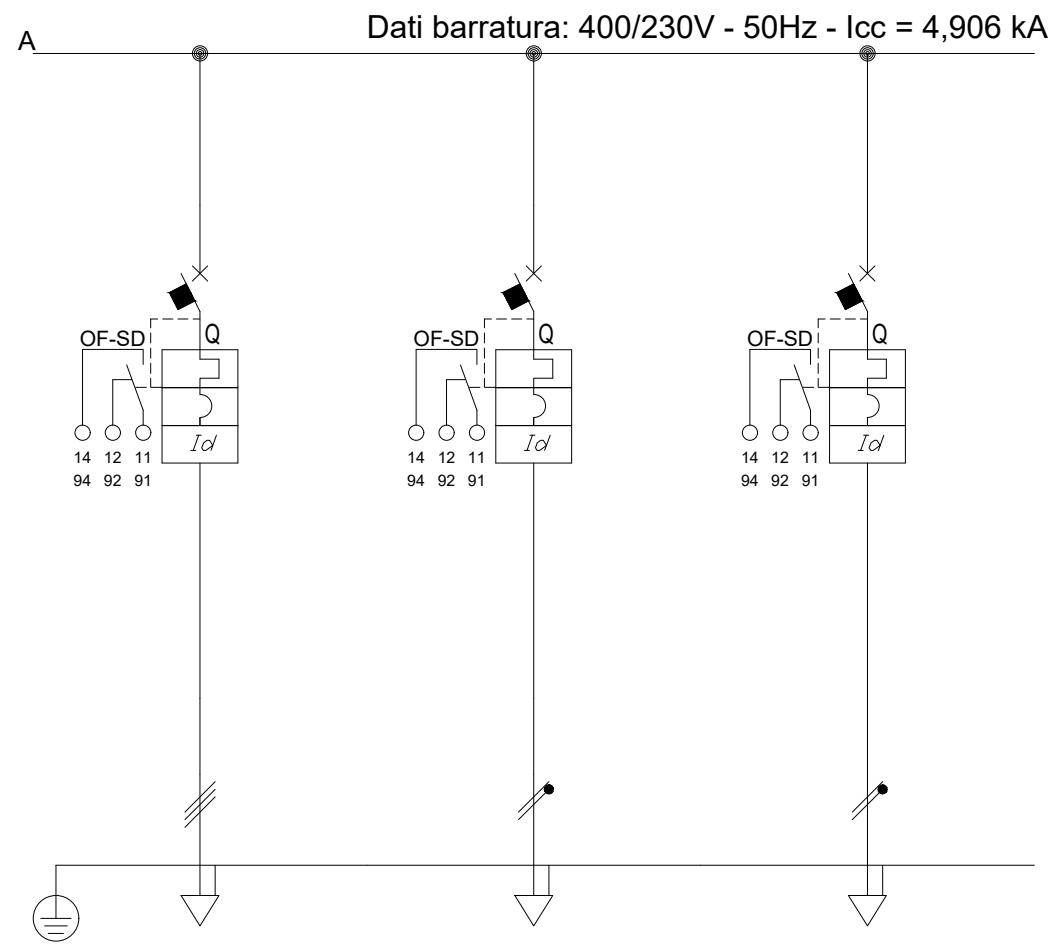 Dati barratura: 400/230V - 50Hz - Icc = 4,906 kA
A
Q Q Q
OF-SD OF-SD OF-SD
Id Id Id
14 12 11 14 12 11 14 12 11
94 92 91 94 92 91 94 92 91